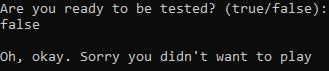 Are you ready to be tested? (true/false):
false
Oh, okay. Sorry you didn't want to play